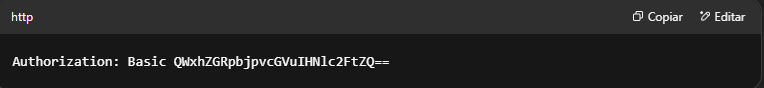 http Copiar Editar
Authorization: Basic QWxhZGRpbjpvcGVuIHNlc2FtZQ==